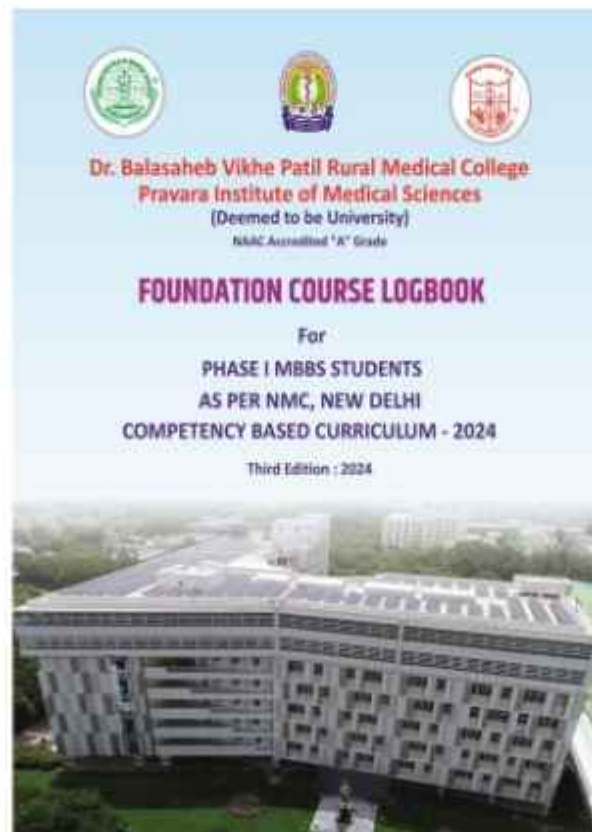 Dr. Balasaheb Vikhe Patil Rural Medical College
Pravara Institute of Medical Sciences
(Deemed to be University)
NAAC Accredited "A" Grade
FOUNDATION COURSE LOGBOOK
For
PHASE I MBBS STUDENTS
AS PER NMC, NEW DELHI
COMPETENCY BASED CURRICULUM - 2024
Third Edition : 2024